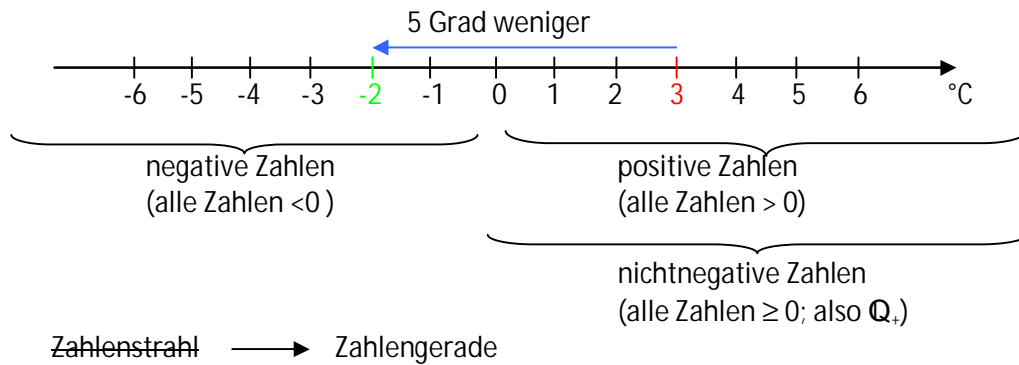 5 Grad weniger
-6 -5 -4 -3 -2 -1 0 1 2 3 4 5 6 °C
negative Zahlen
(alle Zahlen <0 )
positive Zahlen
(alle Zahlen > 0)
nichtnegative Zahlen
(alle Zahlen ≥ 0; also ℚ₊)
Zahlenstrahl
Zahlengerade